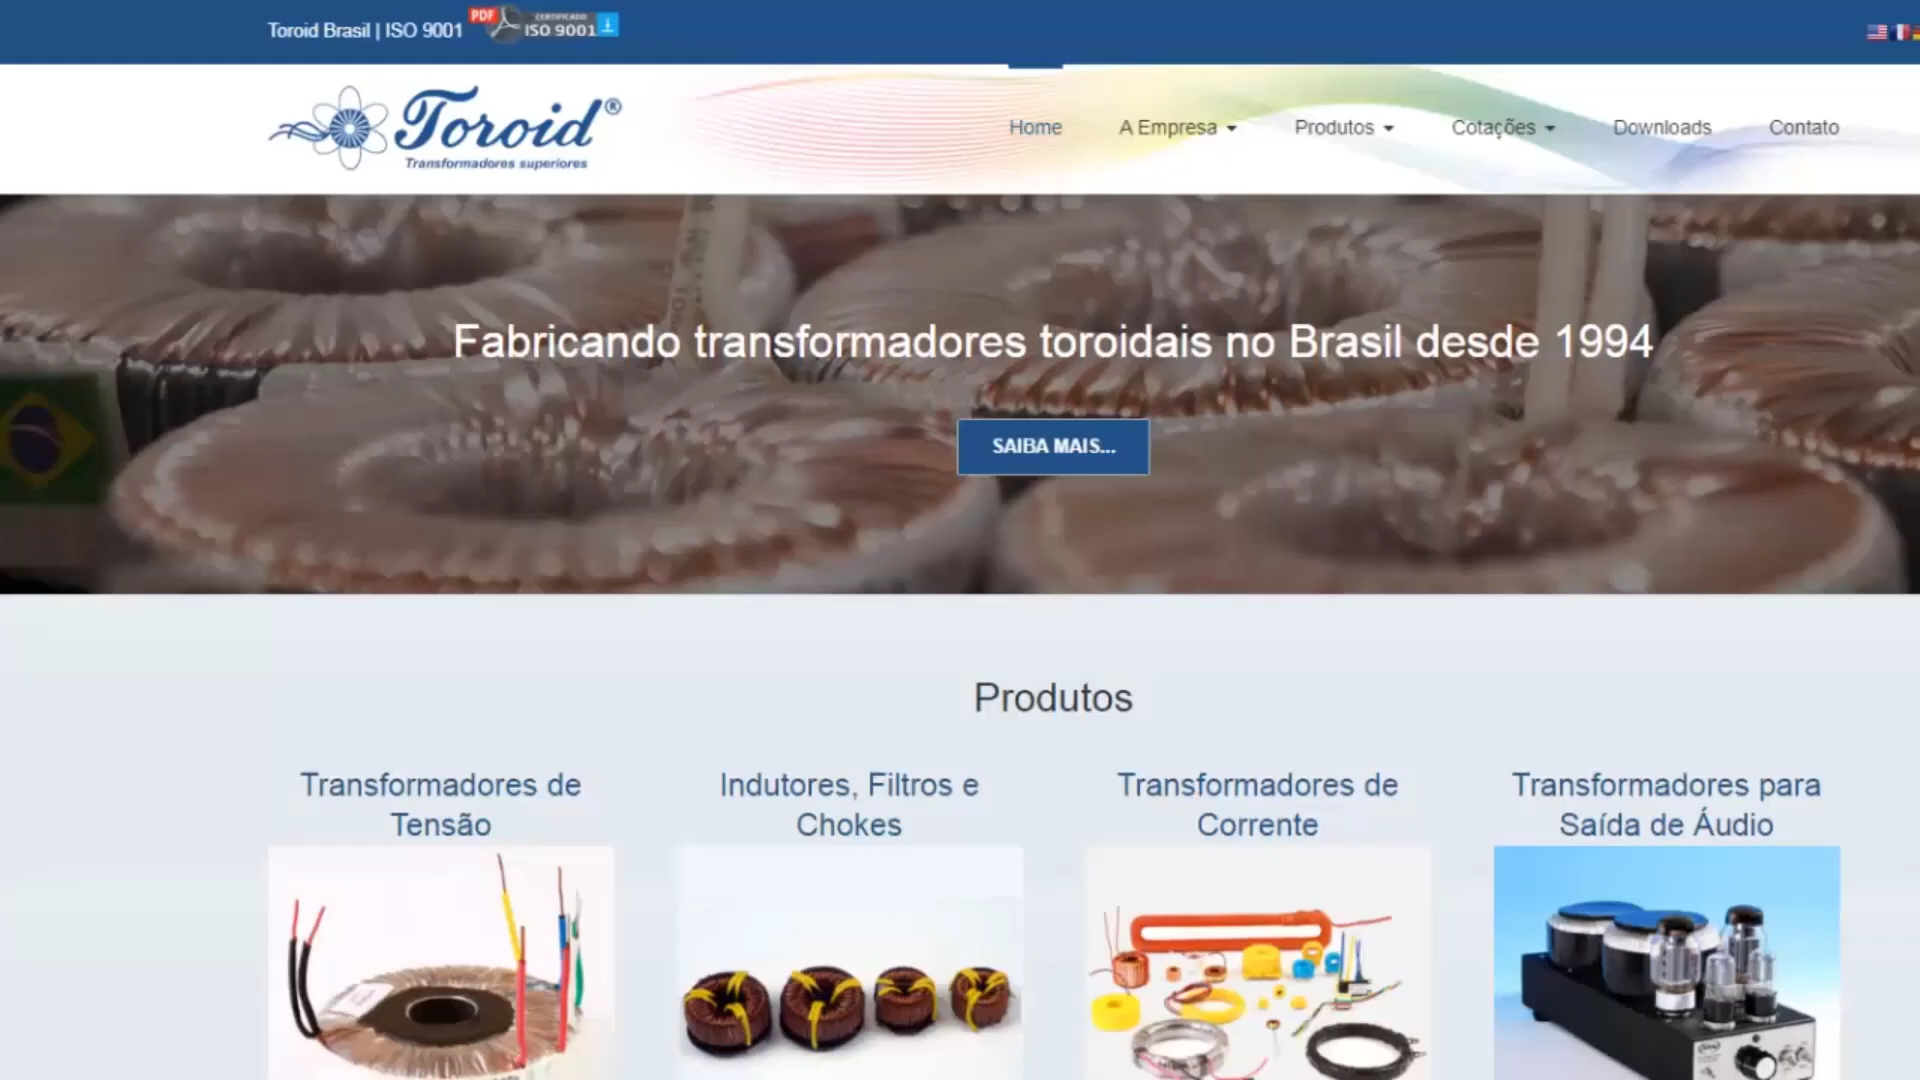 Toroid Brasil | ISO 9001
PDF
CERTIFICADO
ISO 9001
Toroid®
Transformadores superiores
Home
A Empresa
Produtos
Cotações
Downloads
Contato
Fabricando transformadores toroidais no Brasil desde 1994
SAIBA MAIS...
Produtos
Transformadores de
Tensão
Indutores, Filtros e
Chokes
Transformadores de
Corrente
Transformadores para
Saída de Áudio